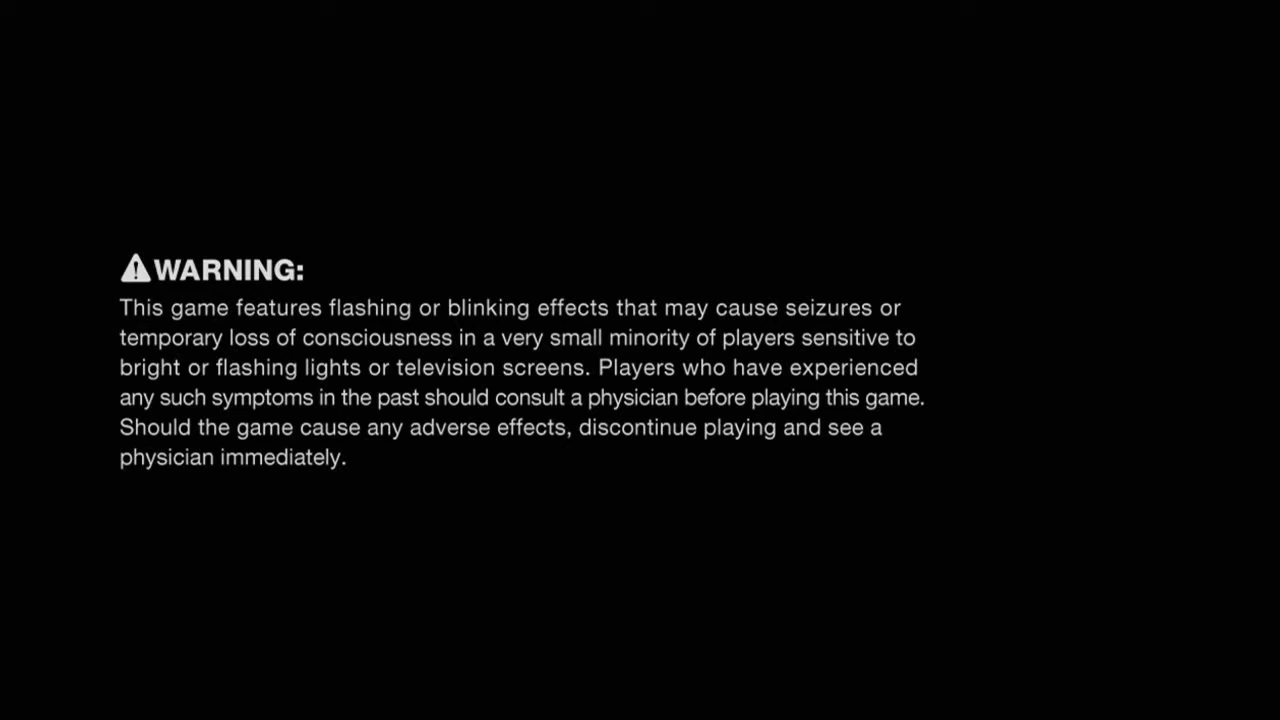 ⚠WARNING:
This game features flashing or blinking effects that may cause seizures or
temporary loss of consciousness in a very small minority of players sensitive to
bright or flashing lights or television screens. Players who have experienced
any such symptoms in the past should consult a physician before playing this game.
Should the game cause any adverse effects, discontinue playing and see a
physician immediately.